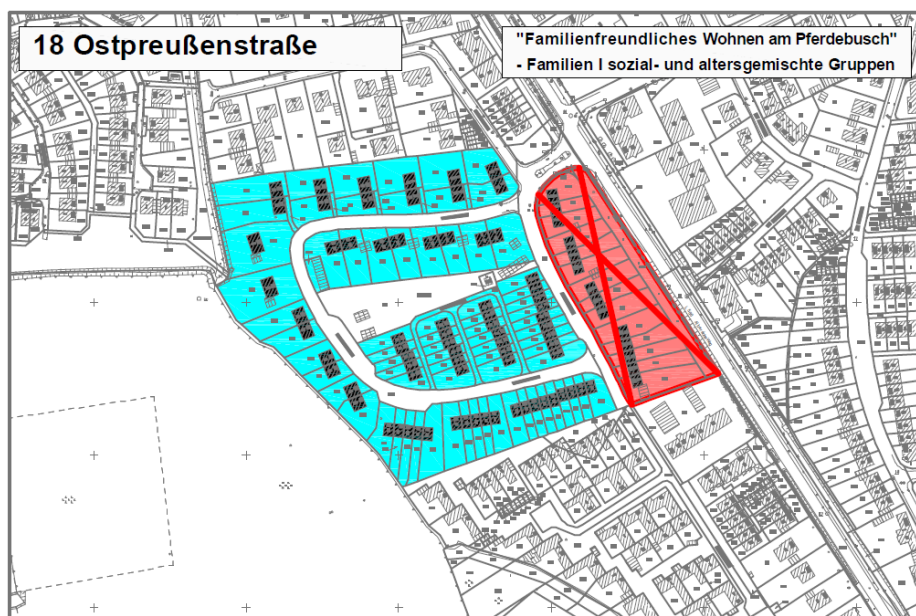 18 Ostpreußenstraße
"Familienfreundliches Wohnen am Pferdebusch"
- Familien I sozial- und altersgemischte Gruppen